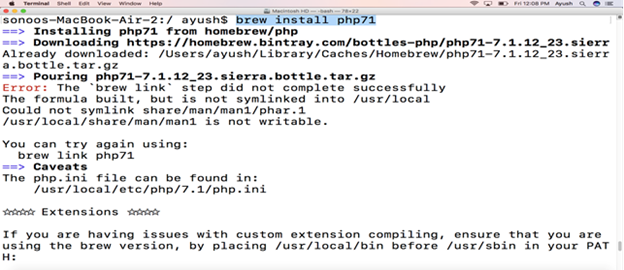 Terminal Shell Edit View Window Help
Fri 12:08 PM Ayush
Macintosh HD — -bash — 78×22
sonoos-MacBook-Air-2:/ ayush$ brew install php71
==> Installing php71 from homebrew/php
==> Downloading https://homebrew.bintray.com/bottles-php/php71-7.1.12_23.sierr
Already downloaded: /Users/ayush/Library/Caches/Homebrew/php71-7.1.12_23.sierr
a.bottle.tar.gz
==> Pouring php71-7.1.12_23.sierra.bottle.tar.gz
Error: The `brew link` step did not complete successfully
The formula built, but is not symlinked into /usr/local
Could not symlink share/man/man1/phar.1
/usr/local/share/man/man1 is not writable.
You can try again using:
brew link php71
==> Caveats
The php.ini file can be found in:
/usr/local/etc/php/7.1/php.ini
☆☆☆☆ Extensions ☆☆☆☆
If you are having issues with custom extension compiling, ensure that you are
using the brew version, by placing /usr/local/bin before /usr/sbin in your PAT
H: